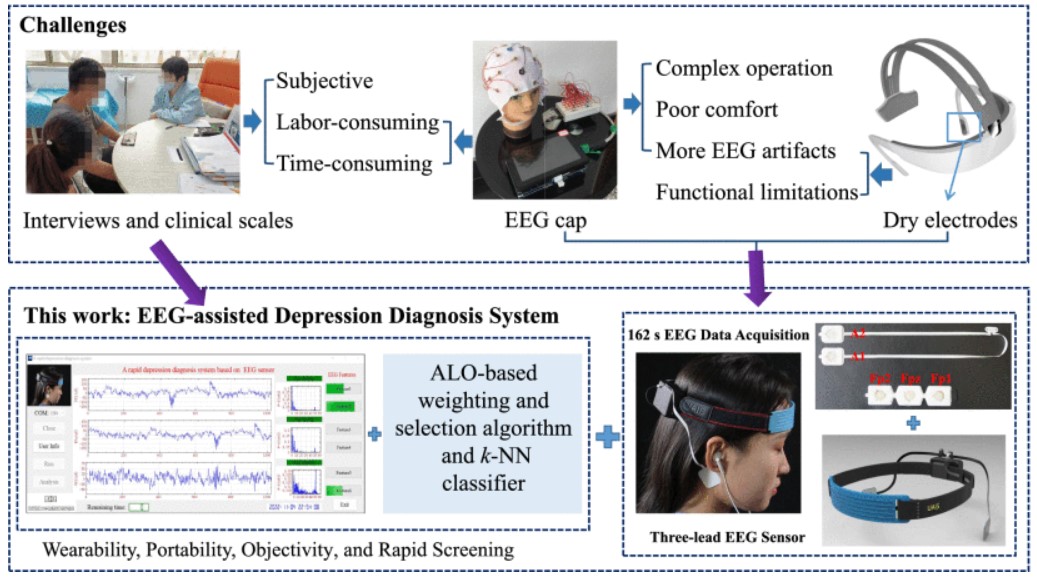 Challenges
Subjective
Labor-consuming
Time-consuming
Complex operation
Poor comfort
More EEG artifacts
Functional limitations
Interviews and clinical scales
EEG cap
Dry electrodes
This work: EEG-assisted Depression Diagnosis System
A rapid depression diagnosis system based on EEG sensor
EEG Features
COM:
Clear
User Info
Run
Analysis
Remaining time:
Exit
ALO-based
weighting and
selection algorithm
and k-NN
classifier
162 s EEG Data Acquisition
A2
A1
Fp2 Fpz Fp1
Three-lead EEG Sensor
Wearability, Portability, Objectivity, and Rapid Screening